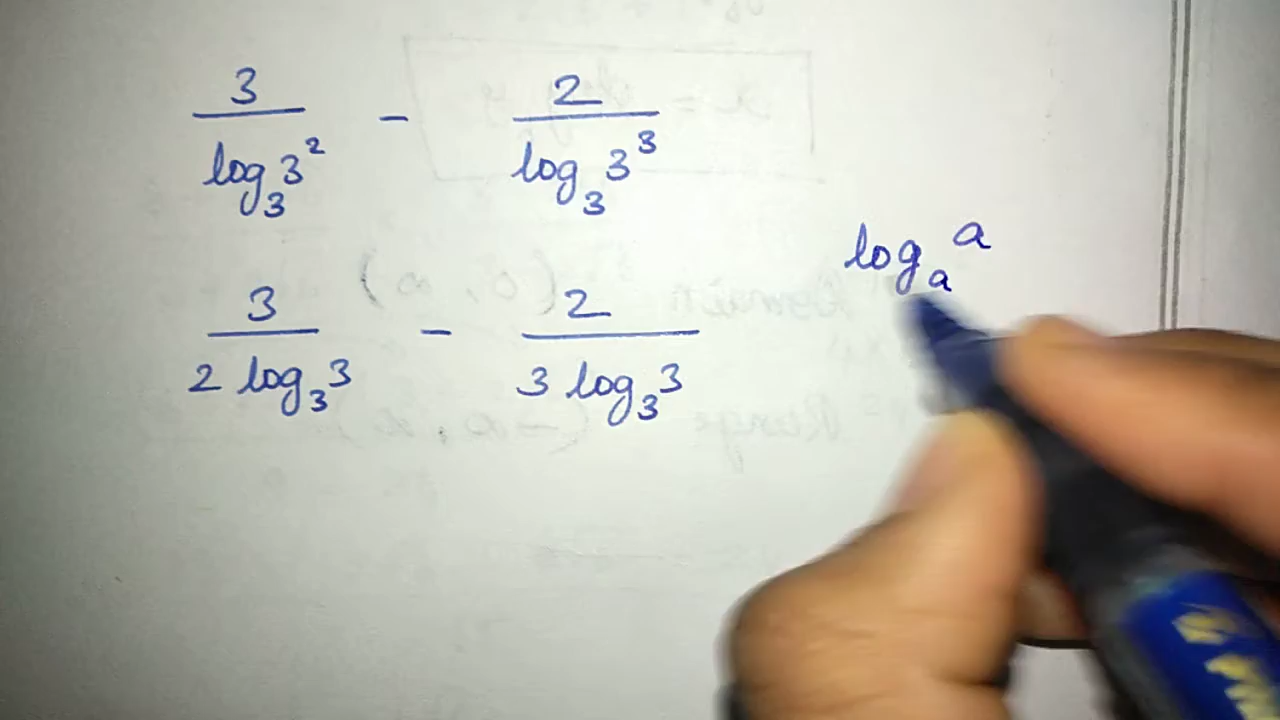 3/log₃3² - 2/log₃3³
logₐa
3/(2 log₃3) - 2/(3 log₃3)